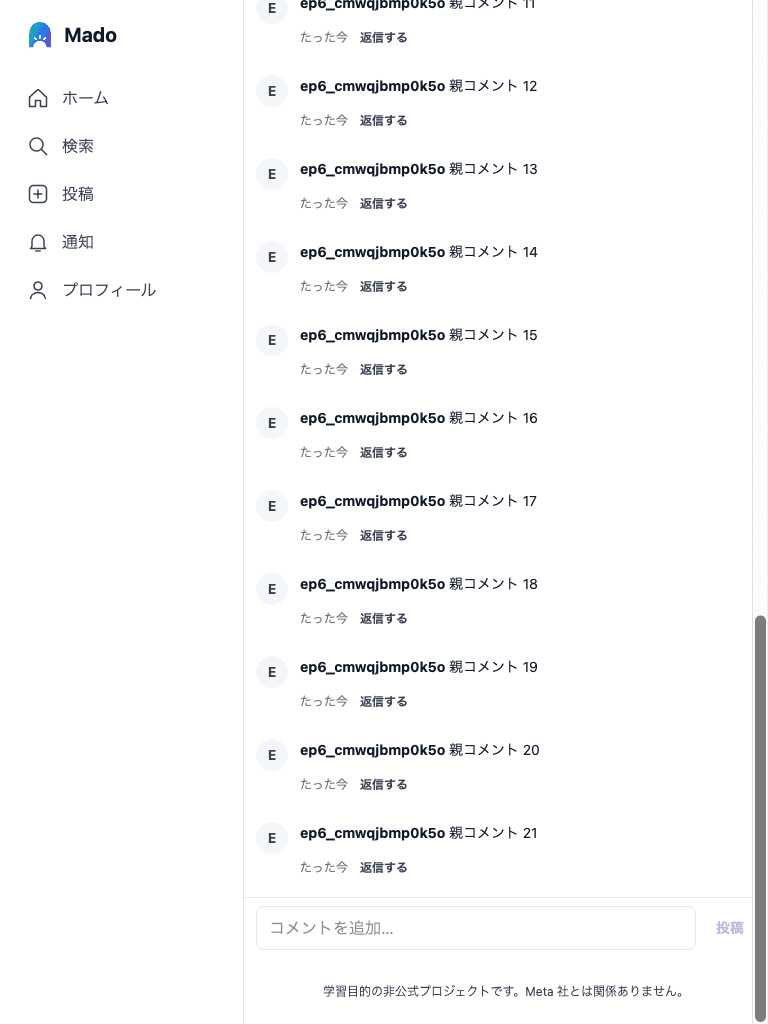 Mado
ホーム
検索
投稿
通知
プロフィール
ep6_cmwqjbmp0k5o 親コメント 11
たった今 返信する
E
ep6_cmwqjbmp0k5o 親コメント 12
たった今 返信する
E
ep6_cmwqjbmp0k5o 親コメント 13
たった今 返信する
E
ep6_cmwqjbmp0k5o 親コメント 14
たった今 返信する
E
ep6_cmwqjbmp0k5o 親コメント 15
たった今 返信する
E
ep6_cmwqjbmp0k5o 親コメント 16
たった今 返信する
E
ep6_cmwqjbmp0k5o 親コメント 17
たった今 返信する
E
ep6_cmwqjbmp0k5o 親コメント 18
たった今 返信する
E
ep6_cmwqjbmp0k5o 親コメント 19
たった今 返信する
E
ep6_cmwqjbmp0k5o 親コメント 20
たった今 返信する
E
ep6_cmwqjbmp0k5o 親コメント 21
たった今 返信する
E
コメントを追加...
投稿
学習目的の非公式プロジェクトです。Meta 社とは関係ありません。